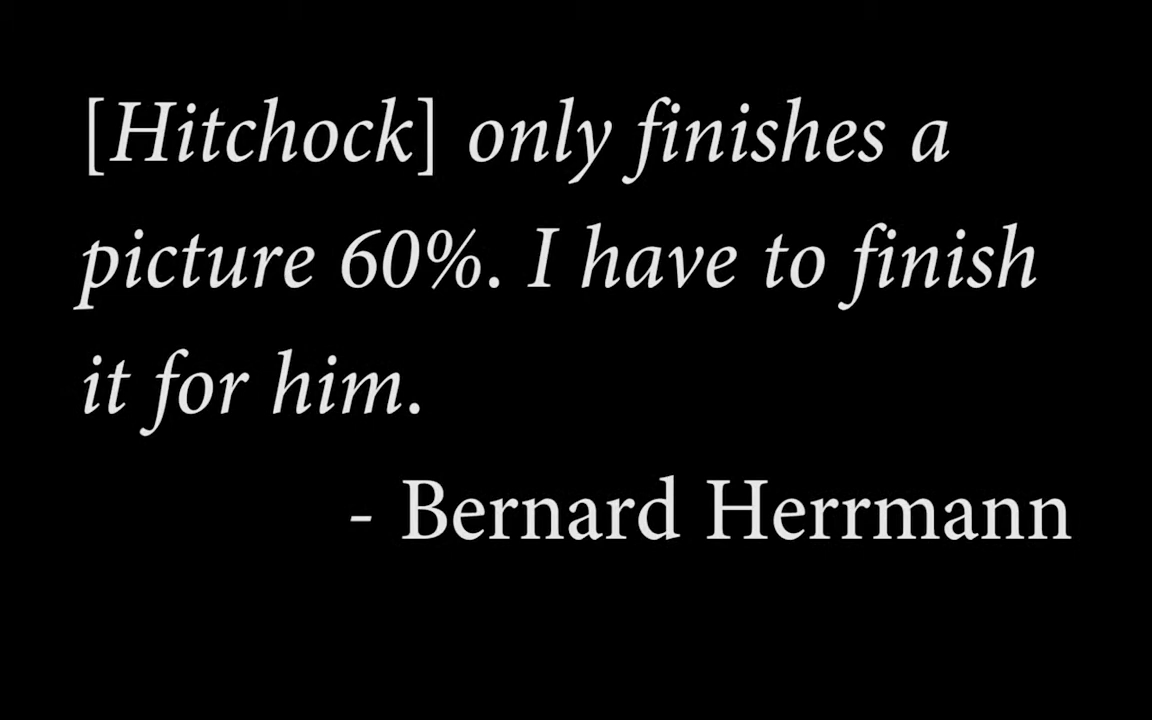 [Hitchock] only finishes a
picture 60%. I have to finish
it for him.
- Bernard Herrmann